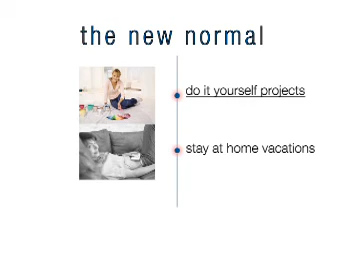 the new normal
do it yourself projects
stay at home vacations